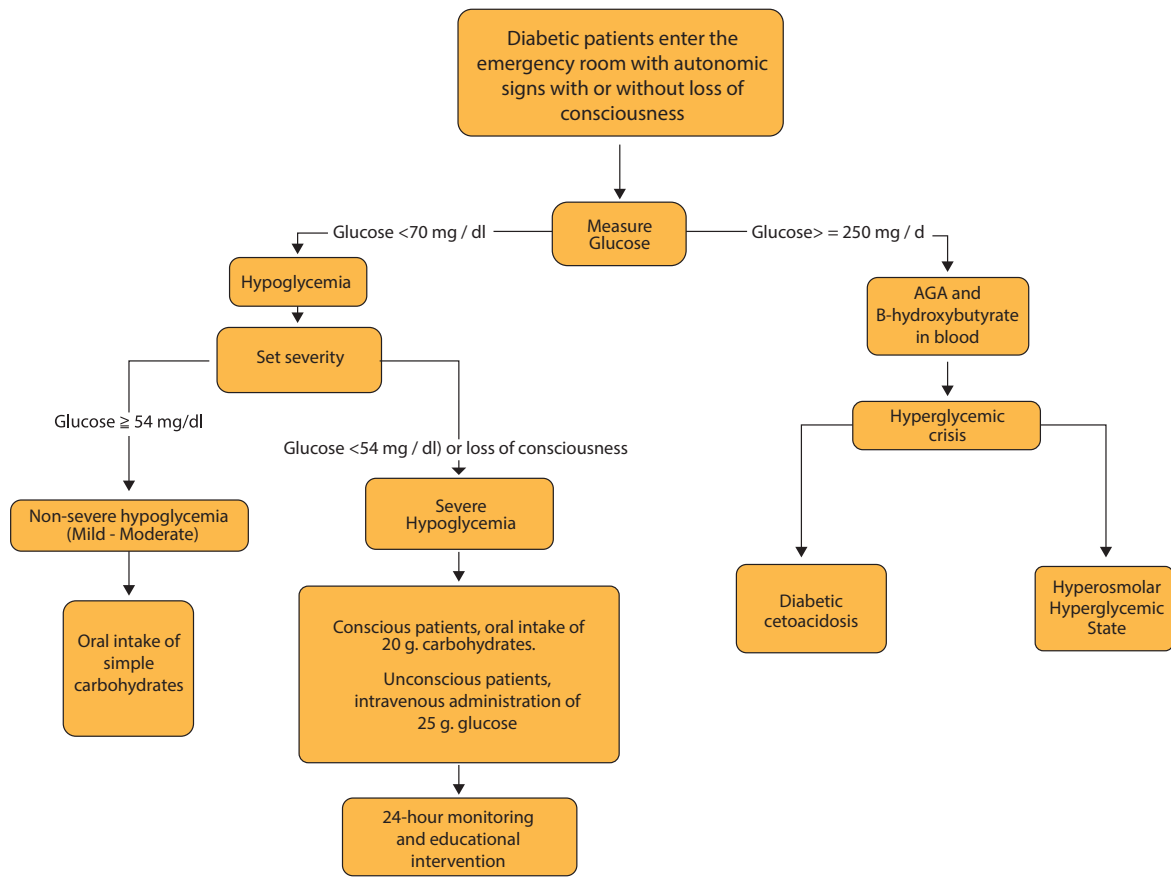 Diabetic patients enter the
emergency room with autonomic
signs with or without loss of
consciousness
Measure
Glucose
Glucose <70 mg / dl
Glucose> = 250 mg / d
Hypoglycemia
AGA and
B-hydroxybutyrate
in blood
Set severity
Hyperglycemic
crisis
Glucose ≧ 54 mg/dl
Glucose <54 mg / dl) or loss of consciousness
Non-severe hypoglycemia
(Mild - Moderate)
Severe
Hypoglycemia
Diabetic
cetoacidosis
Hyperosmolar
Hyperglycemic
State
Oral intake of
simple
carbohydrates
Conscious patients, oral intake of
20 g. carbohydrates.
Unconscious patients,
intravenous administration of
25 g. glucose
24-hour monitoring
and educational
intervention